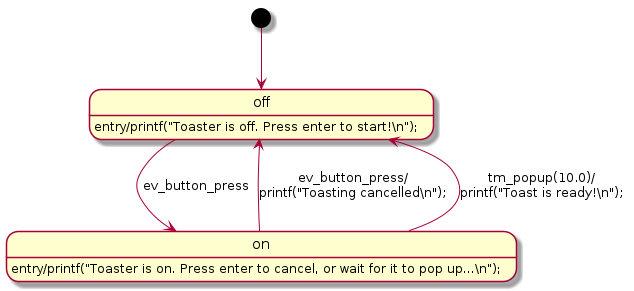 off
entry/printf("Toaster is off. Press enter to start!\n");
ev_button_press
ev_button_press/
printf("Toasting cancelled\n");
tm_popup(10.0)/
printf("Toast is ready!\n");
on
entry/printf("Toaster is on. Press enter to cancel, or wait for it to pop up...\n");